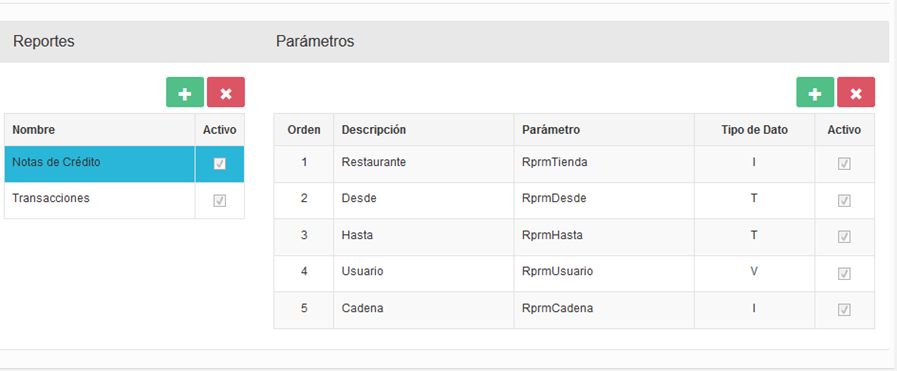 Reportes
Parámetros
Nombre Activo
Notas de Crédito
Transacciones
Orden Descripción Parámetro Tipo de Dato Activo
1 Restaurante RprmTienda I
2 Desde RprmDesde T
3 Hasta RprmHasta T
4 Usuario RprmUsuario V
5 Cadena RprmCadena I